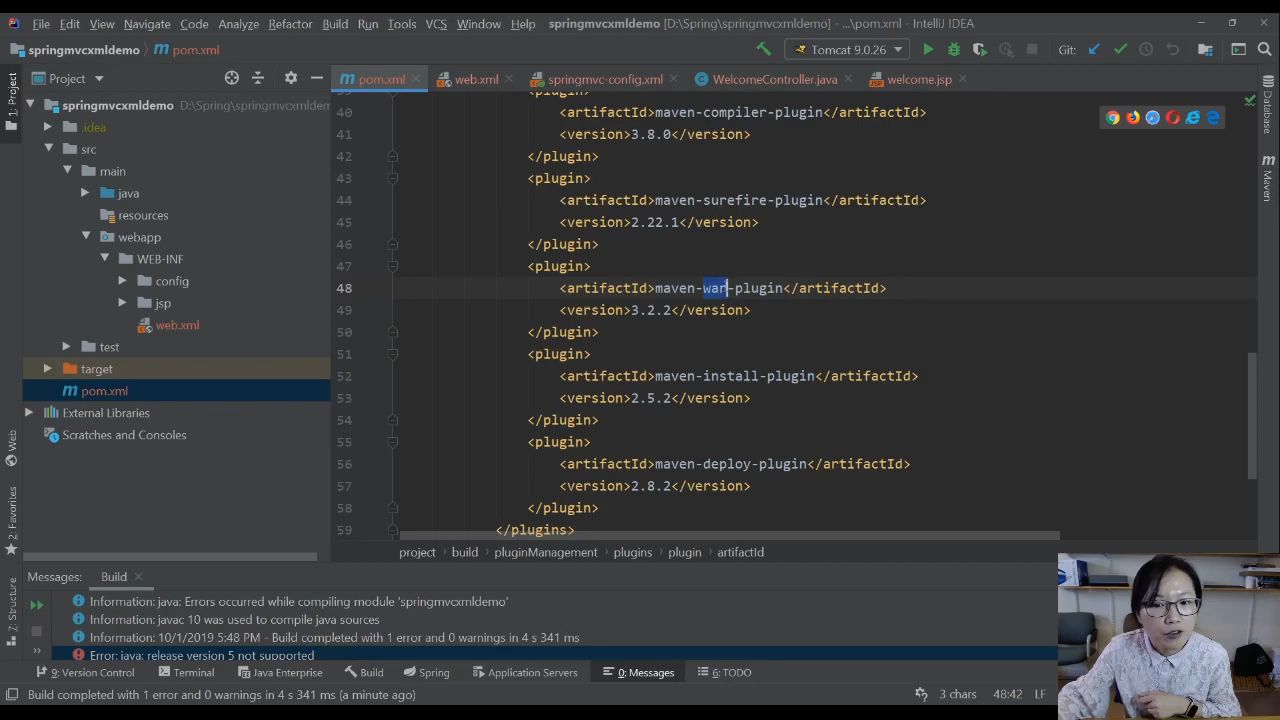 File Edit View Navigate Code Analyze Refactor Build Run Tools VCS Window Help springmvcxmldemo [D:\Spring\springmvcxmldemo] - ...\pom.xml - IntelliJ IDEA
springmvcxmldemo pom.xml Tomcat 9.0.26 Git:
1: Project
Project
pom.xml web.xml springmvc-config.xml WelcomeController.java welcome.jsp
springmvcxmldemo D:\Spring\springmvcxmldem
.idea
src
main
java
resources
webapp
WEB-INF
config
jsp
web.xml
test
target
pom.xml
External Libraries
Scratches and Consoles
39 <plugin>
40 <artifactId>maven-compiler-plugin</artifactId>
41 <version>3.8.0</version>
42 </plugin>
43 <plugin>
44 <artifactId>maven-surefire-plugin</artifactId>
45 <version>2.22.1</version>
46 </plugin>
47 <plugin>
48 <artifactId>maven-war-plugin</artifactId>
49 <version>3.2.2</version>
50 </plugin>
51 <plugin>
52 <artifactId>maven-install-plugin</artifactId>
53 <version>2.5.2</version>
54 </plugin>
55 <plugin>
56 <artifactId>maven-deploy-plugin</artifactId>
57 <version>2.8.2</version>
58 </plugin>
59 </plugins>
project build pluginManagement plugins plugin artifactId
Database
Maven
Web
2: Favorites
7: Structure
Messages: Build
Information: java: Errors occurred while compiling module 'springmvcxmldemo'
Information: javac 10 was used to compile java sources
Information: 10/1/2019 5:48 PM - Build completed with 1 error and 0 warnings in 4 s 341 ms
Error: java: release version 5 not supported
9: Version Control Terminal Java Enterprise Build Spring Application Servers 0: Messages 6: TODO
Build completed with 1 error and 0 warnings in 4 s 341 ms (a minute ago) 3 chars 48:42 LF